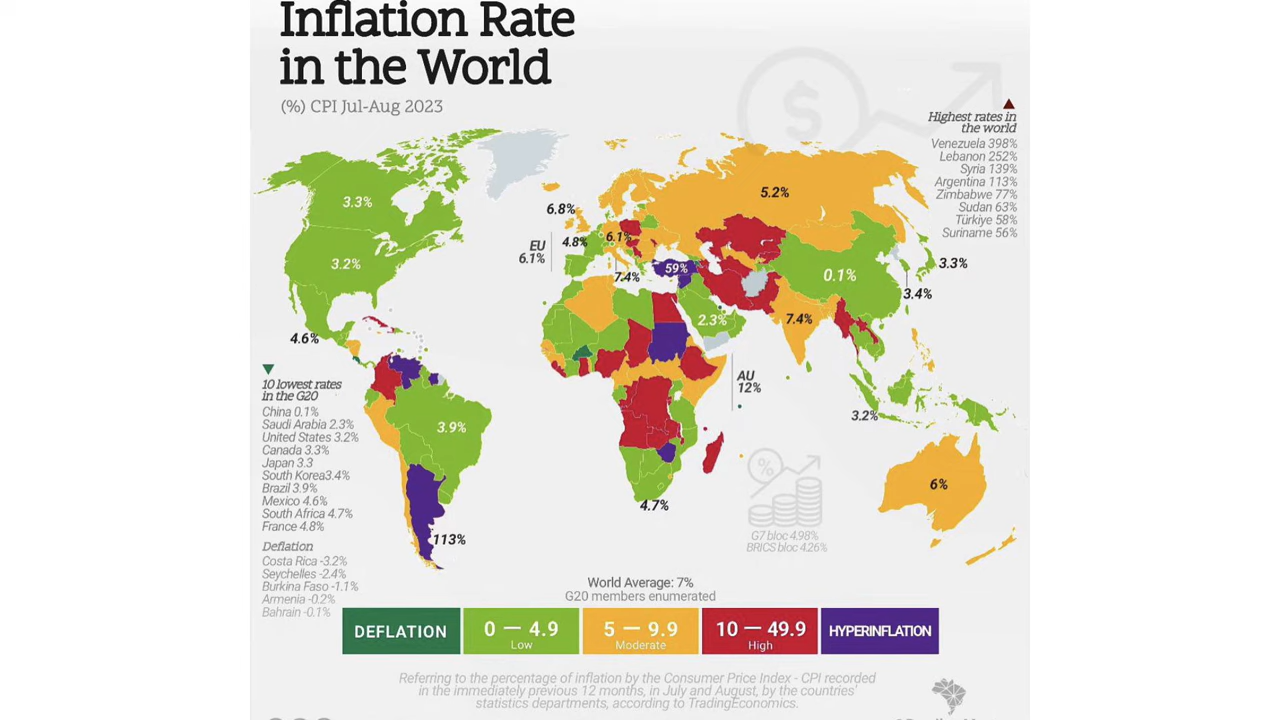 Inflation Rate
in the World
(%) CPI Jul-Aug 2023
Highest rates in
the world
Venezuela 398%
Lebanon 252%
Syria 139%
Argentina 113%
Zimbabwe 77%
Sudan 63%
Türkiye 58%
Suriname 56%
3.3%
3.2%
4.6%
6.8%
EU
6.1%
4.8%
6.1%
7.4%
59%
5.2%
0.1%
3.3%
3.4%
2.3%
7.4%
AU
12%
3.2%
3.9%
6%
4.7%
113%
10 lowest rates
in the G20
China 0.1%
Saudi Arabia 2.3%
United States 3.2%
Canada 3.3%
Japan 3.3
South Korea3.4%
Brazil 3.9%
Mexico 4.6%
South Africa 4.7%
France 4.8%
Deflation
Costa Rica -3.2%
Seychelles -2.4%
Burkina Faso -1.1%
Armenia -0.2%
Bahrain -0.1%
%
G7 bloc 4.98%
BRICS bloc 4.26%
World Average: 7%
G20 members enumerated
DEFLATION
0 — 4.9
Low
5 — 9.9
Moderate
10 — 49.9
High
HYPERINFLATION
Referring to the percentage of inflation by the Consumer Price Index - CPI recorded
in the immediately previous 12 months, in July and August, by the countries'
statistics departments, according to TradingEconomics.